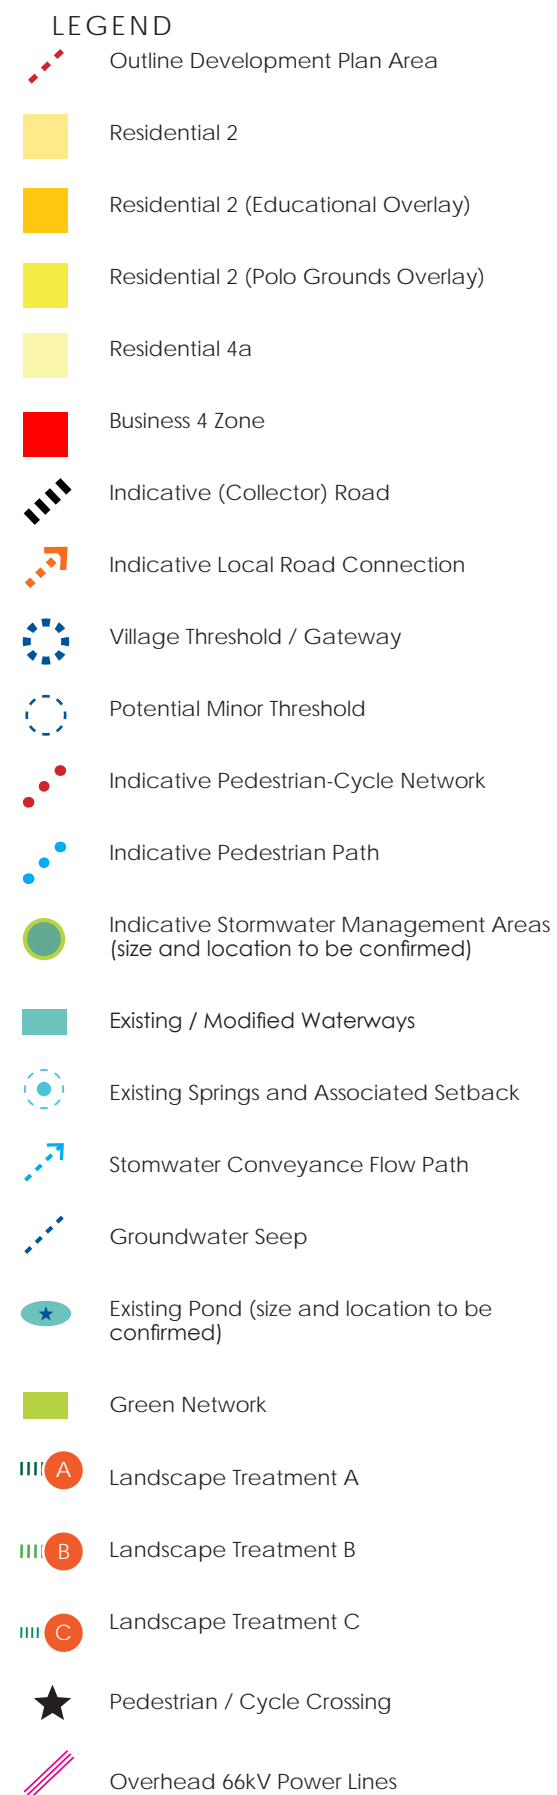 LEGEND
Outline Development Plan Area
Residential 2
Residential 2 (Educational Overlay)
Residential 2 (Polo Grounds Overlay)
Residential 4a
Business 4 Zone
Indicative (Collector) Road
Indicative Local Road Connection
Village Threshold / Gateway
Potential Minor Threshold
Indicative Pedestrian-Cycle Network
Indicative Pedestrian Path
Indicative Stormwater Management Areas
(size and location to be confirmed)
Existing / Modified Waterways
Existing Springs and Associated Setback
Stomwater Conveyance Flow Path
Groundwater Seep
Existing Pond (size and location to be
confirmed)
Green Network
A Landscape Treatment A
B Landscape Treatment B
C Landscape Treatment C
Pedestrian / Cycle Crossing
Overhead 66kV Power Lines